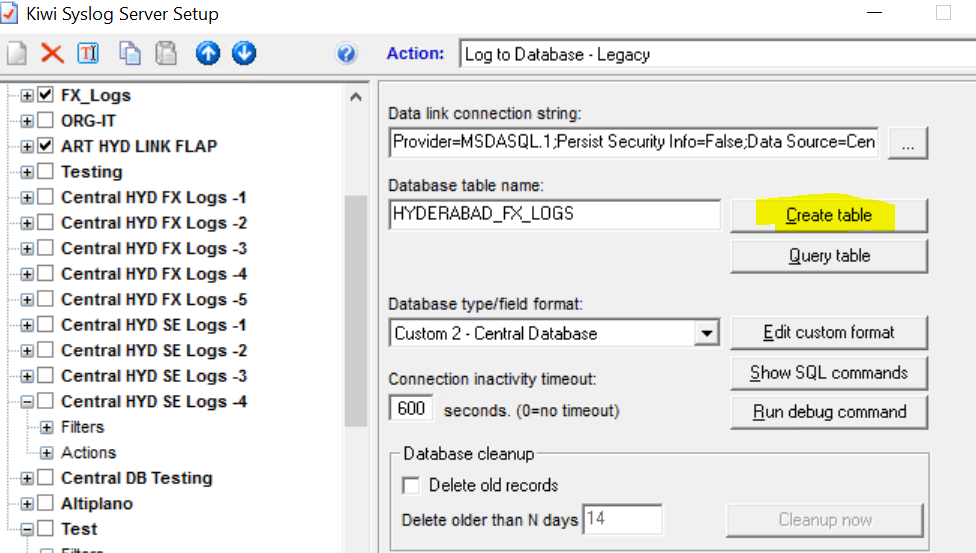 Kiwi Syslog Server Setup
Action: Log to Database - Legacy
FX_Logs
ORG-IT
ART HYD LINK FLAP
Testing
Central HYD FX Logs -1
Central HYD FX Logs -2
Central HYD FX Logs -3
Central HYD FX Logs -4
Central HYD FX Logs -5
Central HYD SE Logs -1
Central HYD SE Logs -2
Central HYD SE Logs -3
Central HYD SE Logs -4
Filters
Actions
Central DB Testing
Altiplano
Test
Filters
Data link connection string:
Provider=MSDASQL.1;Persist Security Info=False;Data Source=Cen
...
Database table name:
HYDERABAD_FX_LOGS
Create table
Query table
Database type/field format:
Custom 2 - Central Database
Edit custom format
Show SQL commands
Connection inactivity timeout:
600 seconds. (0=no timeout)
Run debug command
Database cleanup
Delete old records
Delete older than N days 14
Cleanup now